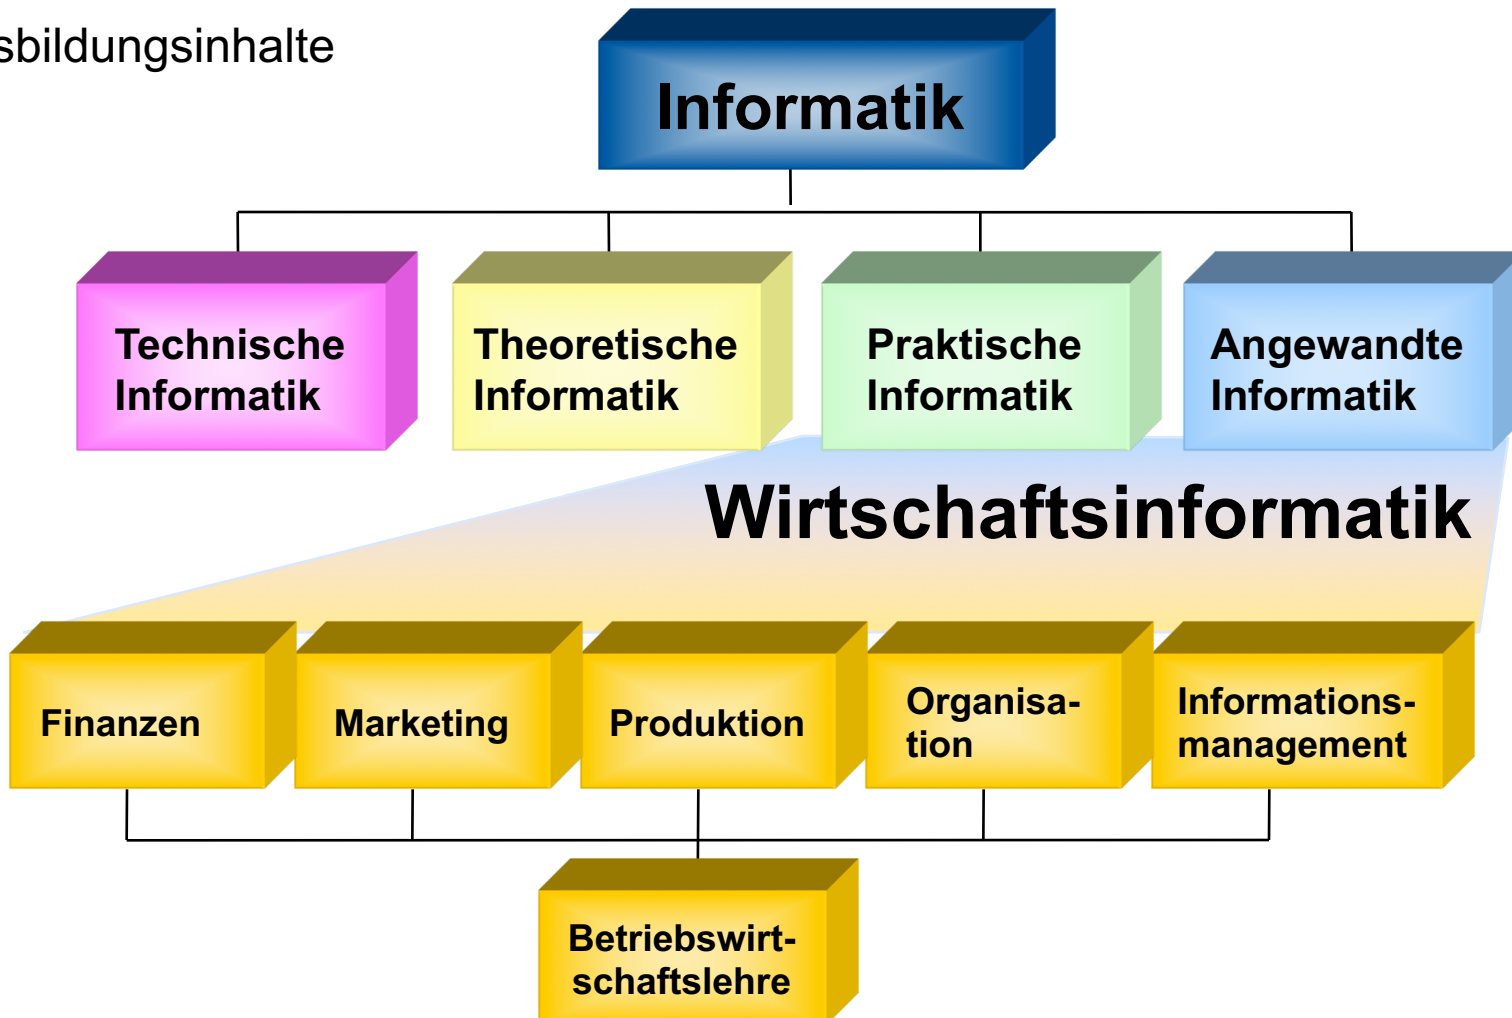 sbildungsinhalte
Informatik
Technische
Informatik
Theoretische
Informatik
Praktische
Informatik
Angewandte
Informatik
Wirtschaftsinformatik
Finanzen
Marketing
Produktion
Organisa-
tion
Informations-
management
Betriebswirt-
schaftslehre